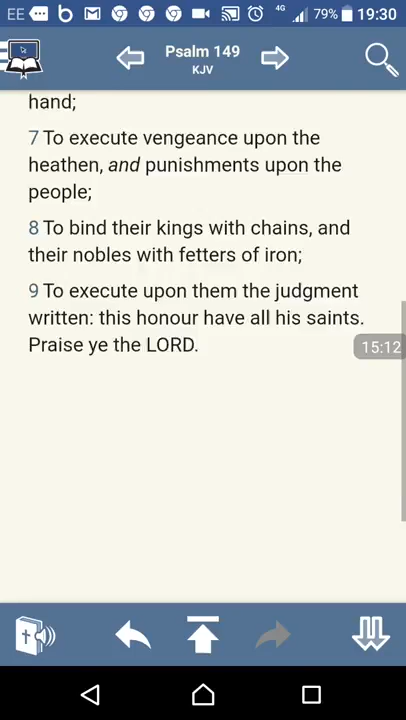 EE 4G 79% 19:30
Psalm 149
KJV
hand;
7 To execute vengeance upon the
heathen, and punishments upon the
people;
8 To bind their kings with chains, and
their nobles with fetters of iron;
9 To execute upon them the judgment
written: this honour have all his saints.
Praise ye the LORD.
15:12